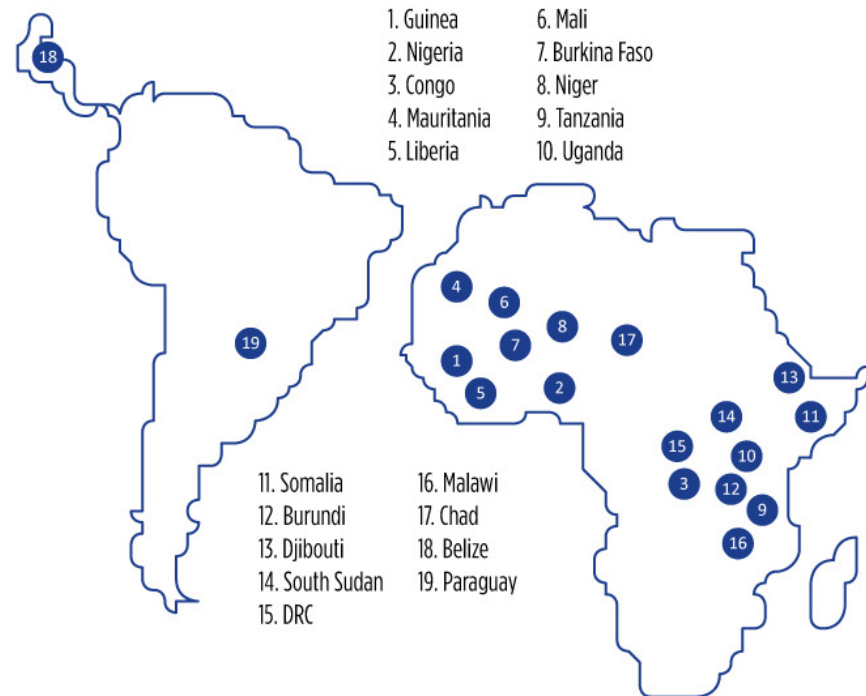 1. Guinea
2. Nigeria
3. Congo
4. Mauritania
5. Liberia
6. Mali
7. Burkina Faso
8. Niger
9. Tanzania
10. Uganda
18
4
6
8
17
19
7
1
13
5
2
14
11
15
10
3
12
9
16
11. Somalia
12. Burundi
13. Djibouti
14. South Sudan
15. DRC
16. Malawi
17. Chad
18. Belize
19. Paraguay